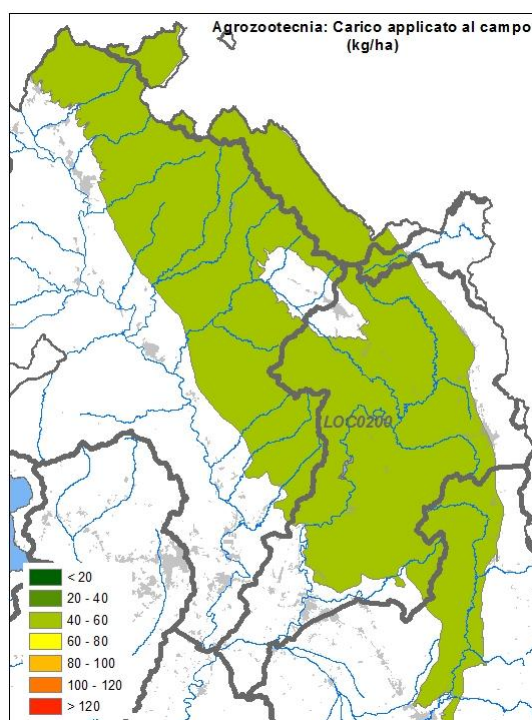 Agrozootecnia: Carico applicato al campo
(kg/ha)
LOC0200
< 20
20 - 40
40 - 60
60 - 80
80 - 100
100 - 120
> 120